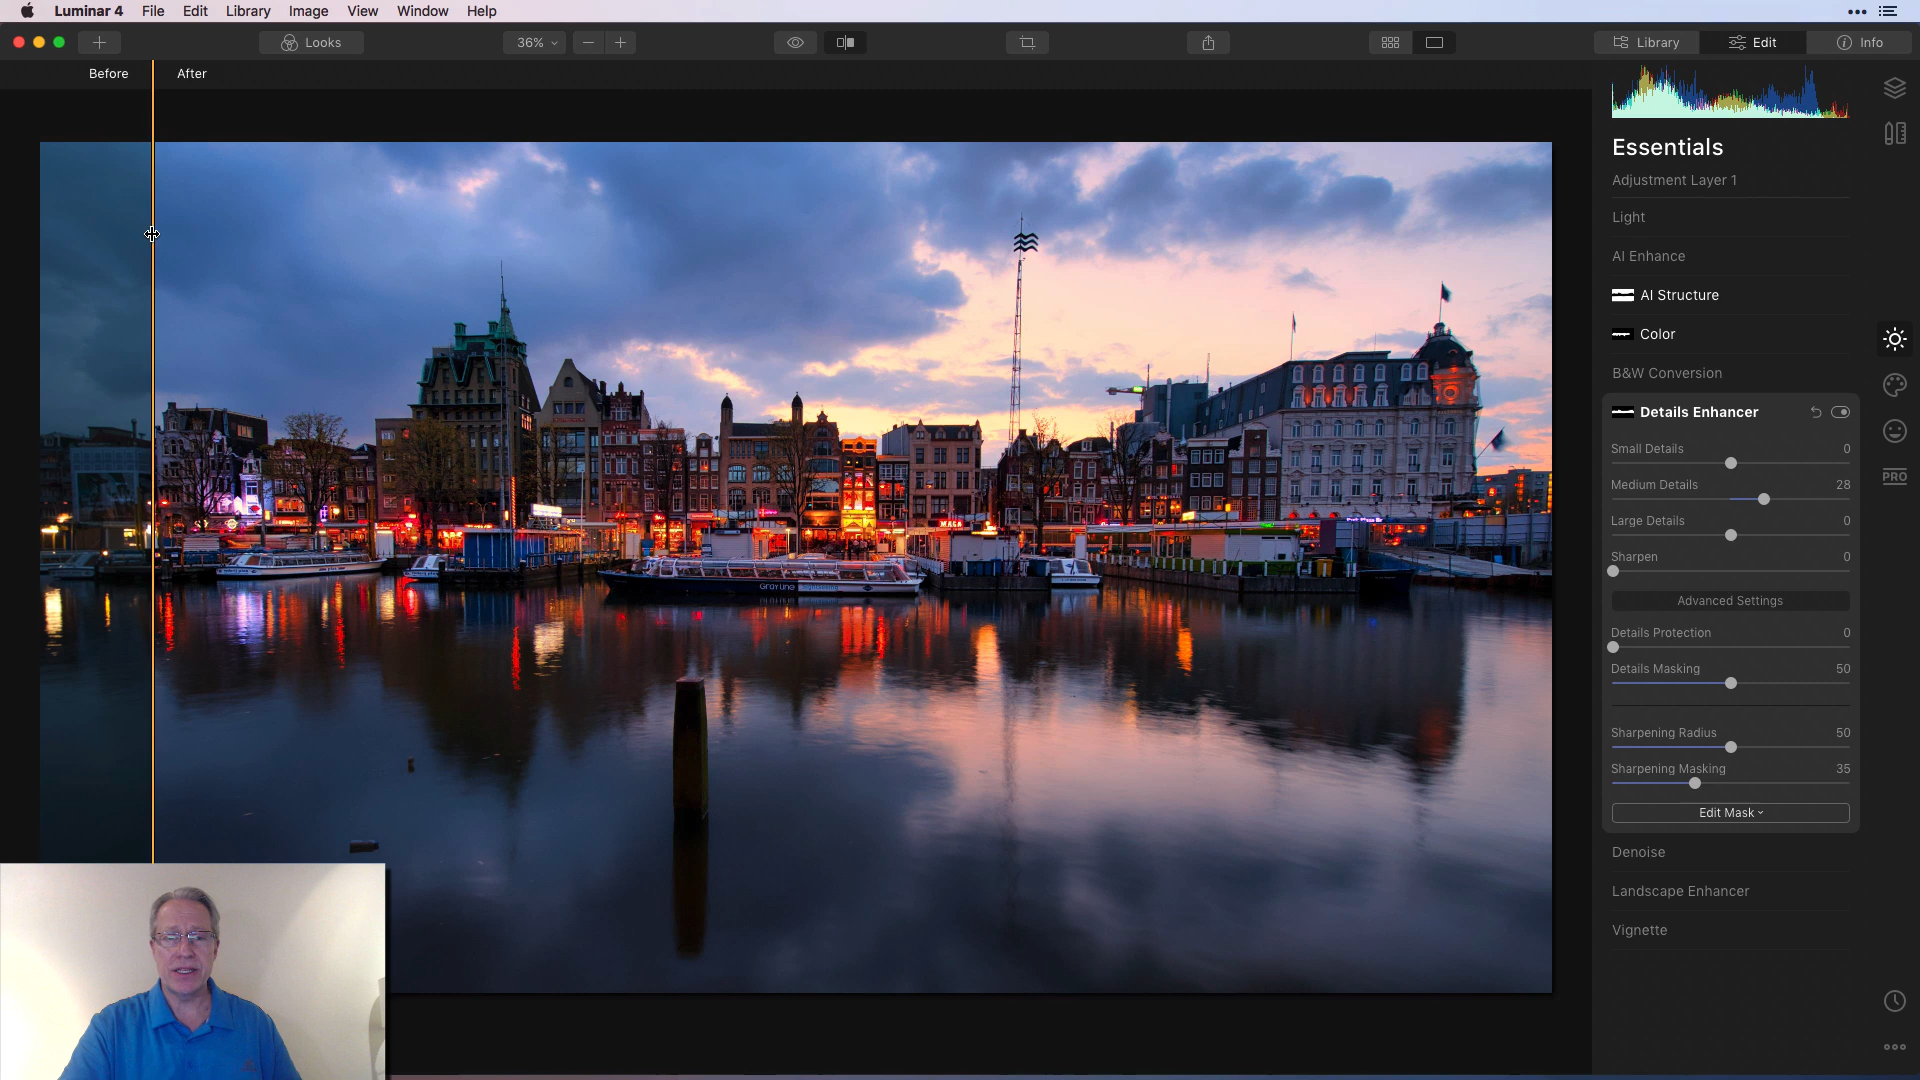 Luminar 4 File Edit Library Image View Window Help
Looks 36% Library Edit Info
Before After
Essentials
Adjustment Layer 1
Light
AI Enhance
AI Structure
Color
B&W Conversion
Details Enhancer
Small Details 0
Medium Details 28
Large Details 0
Sharpen 0
Advanced Settings
Details Protection 0
Details Masking 50
Sharpening Radius 50
Sharpening Masking 35
Edit Mask
Denoise
Landscape Enhancer
Vignette
PRO
MAGA
GRAYLINE